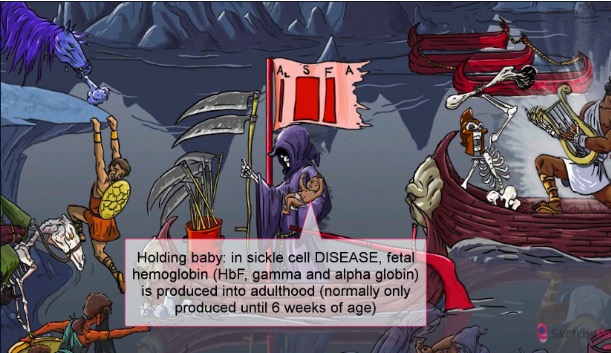 A₂ S F A
Holding baby: in sickle cell DISEASE, fetal
hemoglobin (HbF, gamma and alpha globin)
is produced into adulthood (normally only
produced until 6 weeks of age)
Sketchy